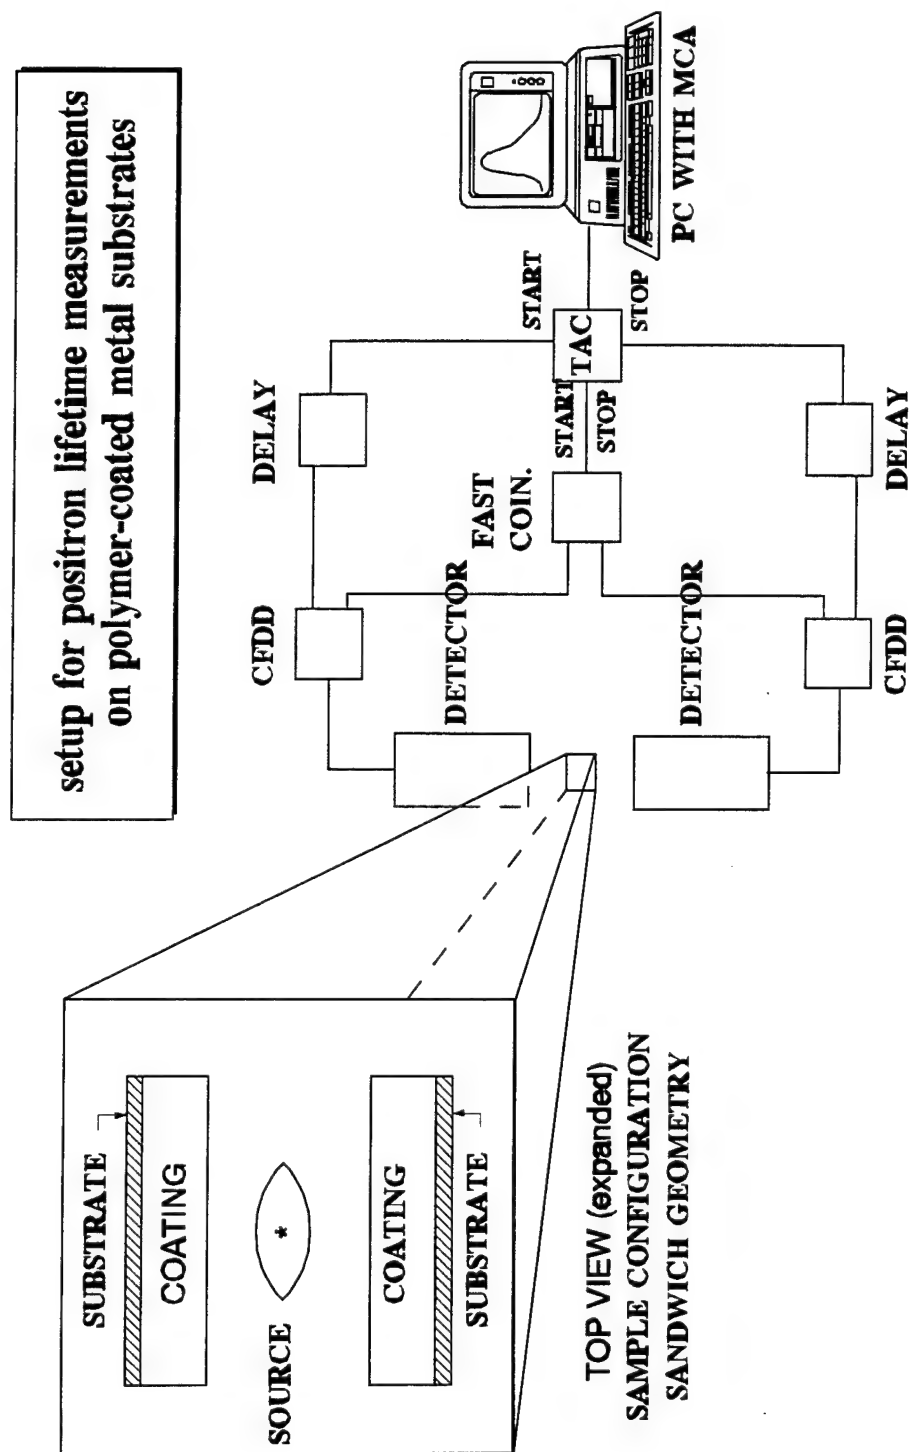 setup for positron lifetime measurements
on polymer-coated metal substrates
SUBSTRATE
COATING
SOURCE
*
COATING
SUBSTRATE
TOP VIEW (expanded)
SAMPLE CONFIGURATION
SANDWICH GEOMETRY
CFDD
DELAY
DETECTOR
FAST
COIN.
START
START
STOP
TAC
STOP
DETECTOR
CFDD
DELAY
PC WITH MCA